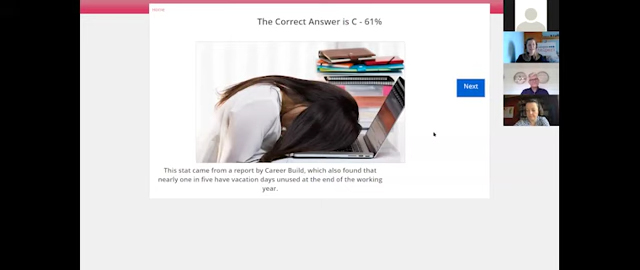 The Correct Answer is C - 61%
Next
This stat came from a report by Career Build, which also found that
nearly one in five have vacation days unused at the end of the working
year.